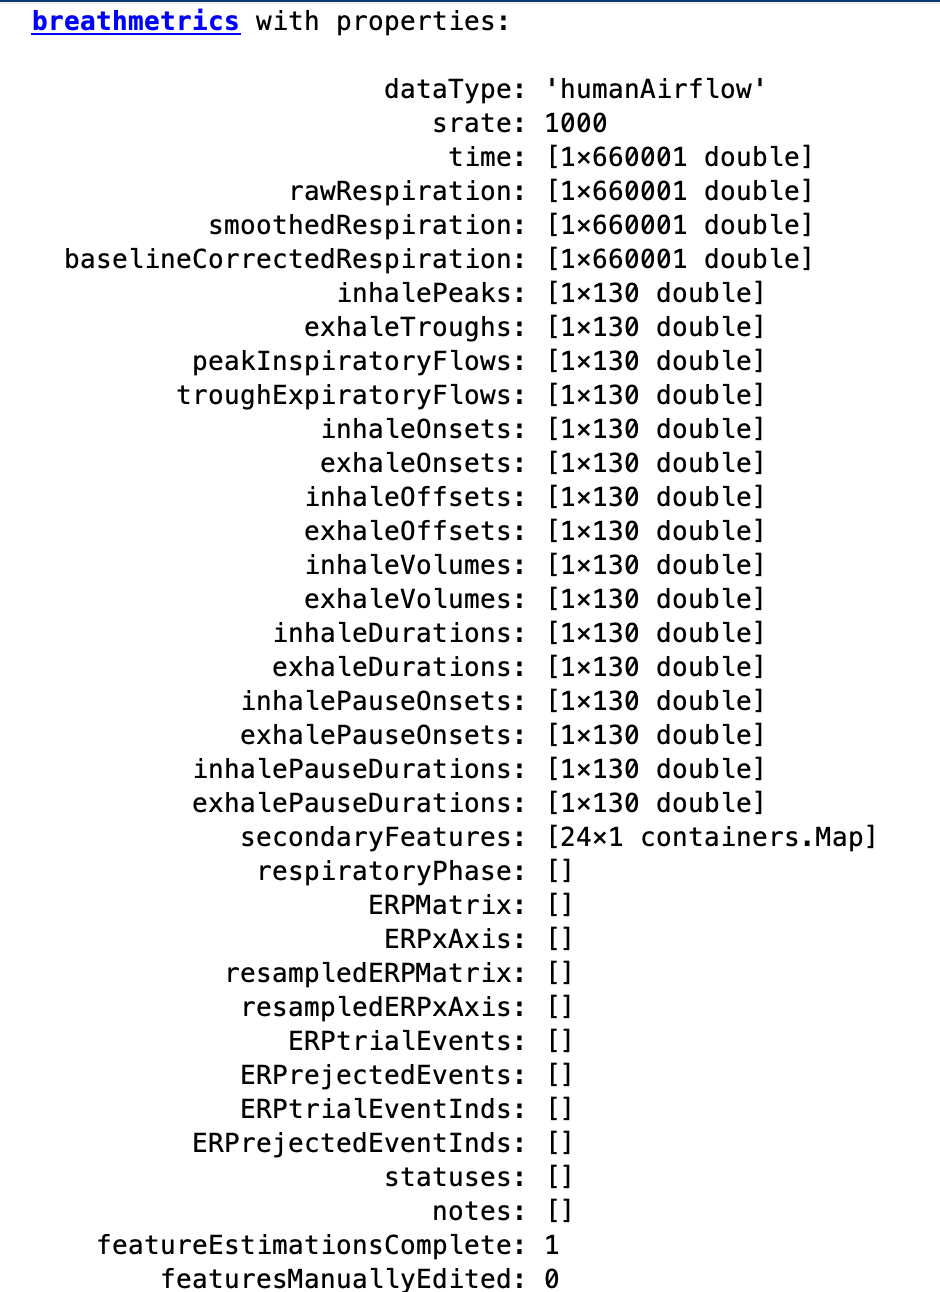 breathmetrics with properties:
dataType: 'humanAirflow'
srate: 1000
time: [1×660001 double]
rawRespiration: [1×660001 double]
smoothedRespiration: [1×660001 double]
baselineCorrectedRespiration: [1×660001 double]
inhalePeaks: [1×130 double]
exhaleTroughs: [1×130 double]
peakInspiratoryFlows: [1×130 double]
troughExpiratoryFlows: [1×130 double]
inhaleOnsets: [1×130 double]
exhaleOnsets: [1×130 double]
inhaleOffsets: [1×130 double]
exhaleOffsets: [1×130 double]
inhaleVolumes: [1×130 double]
exhaleVolumes: [1×130 double]
inhaleDurations: [1×130 double]
exhaleDurations: [1×130 double]
inhalePauseOnsets: [1×130 double]
exhalePauseOnsets: [1×130 double]
inhalePauseDurations: [1×130 double]
exhalePauseDurations: [1×130 double]
secondaryFeatures: [24×1 containers.Map]
respiratoryPhase: []
ERPMatrix: []
ERPxAxis: []
resampledERPMatrix: []
resampledERPxAxis: []
ERPtrialEvents: []
ERPrejectedEvents: []
ERPtrialEventInds: []
ERPrejectedEventInds: []
statuses: []
notes: []
featureEstimationsComplete: 1
featuresManuallyEdited: 0